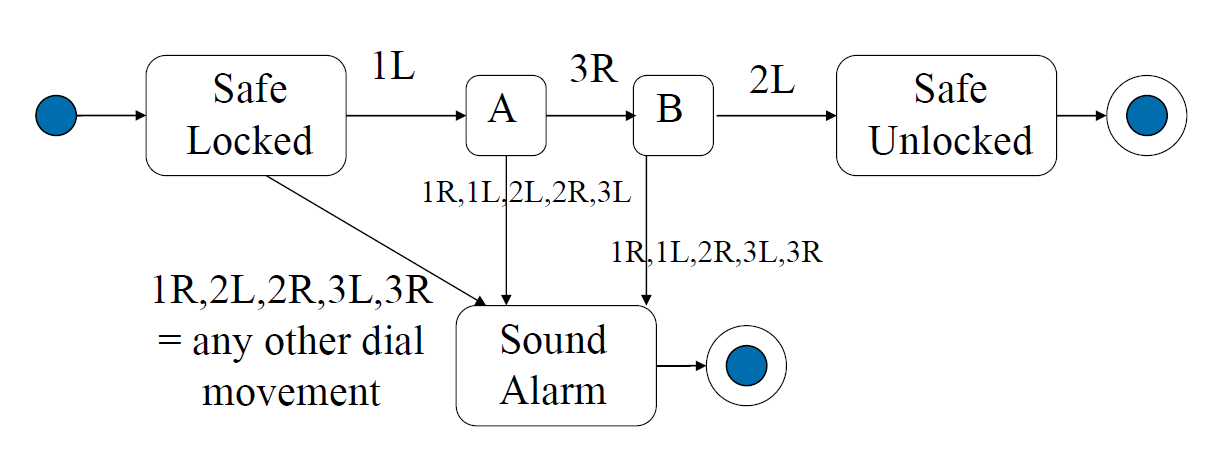 1L
3R
2L
Safe
Locked
A
B
Safe
Unlocked
1R,1L,2L,2R,3L
1R,1L,2R,3L,3R
1R,2L,2R,3L,3R
= any other dial
movement
Sound
Alarm